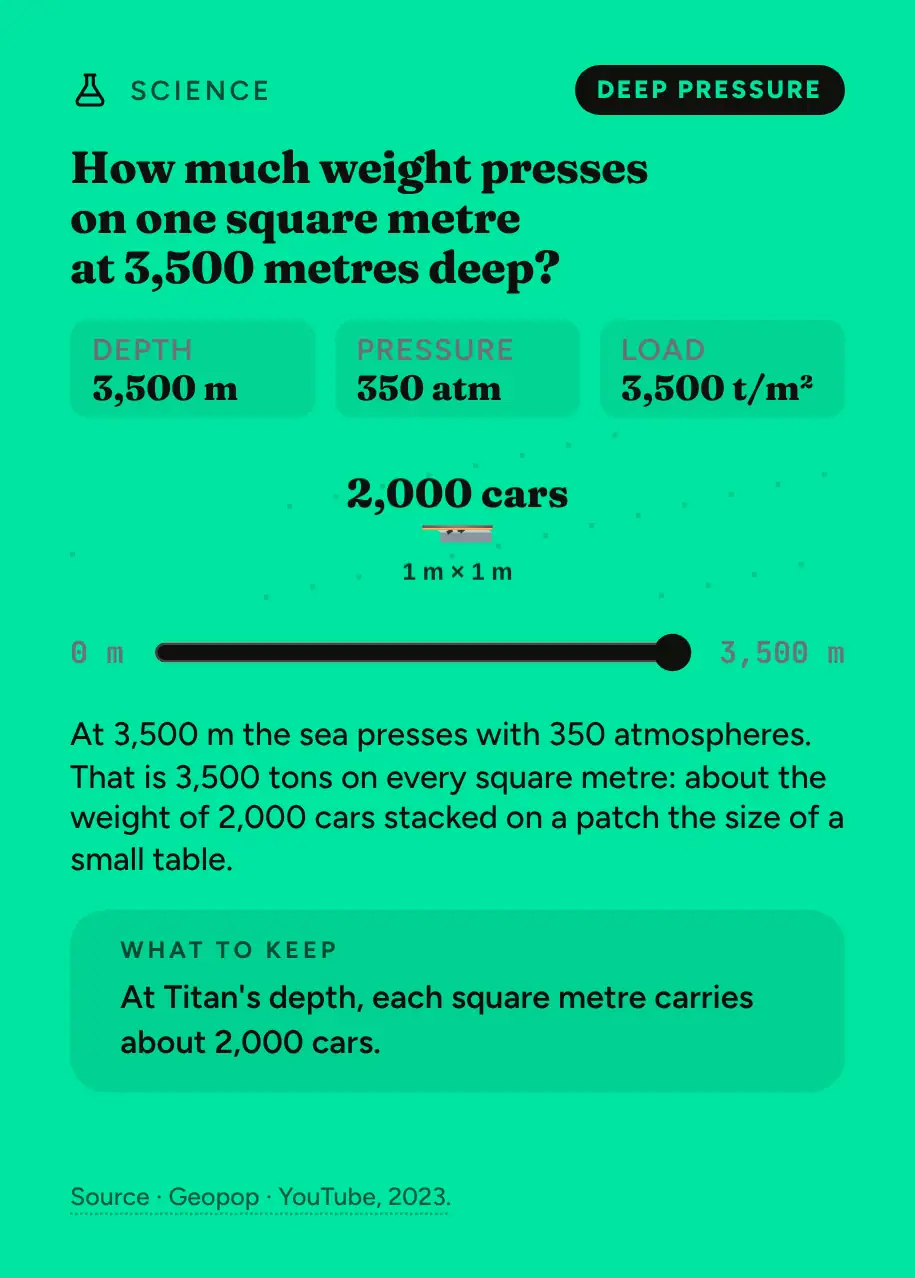 SCIENCE
DEEP PRESSURE
How much weight presses
on one square metre
at 3,500 metres deep?
DEPTH
3,500 m
PRESSURE
350 atm
LOAD
3,500 t/m²
2,000 cars
1 m × 1 m
0 m
3,500 m
At 3,500 m the sea presses with 350 atmospheres.
That is 3,500 tons on every square metre: about the
weight of 2,000 cars stacked on a patch the size of a
small table.
WHAT TO KEEP
At Titan's depth, each square metre carries
about 2,000 cars.
Source · Geopop · YouTube, 2023.